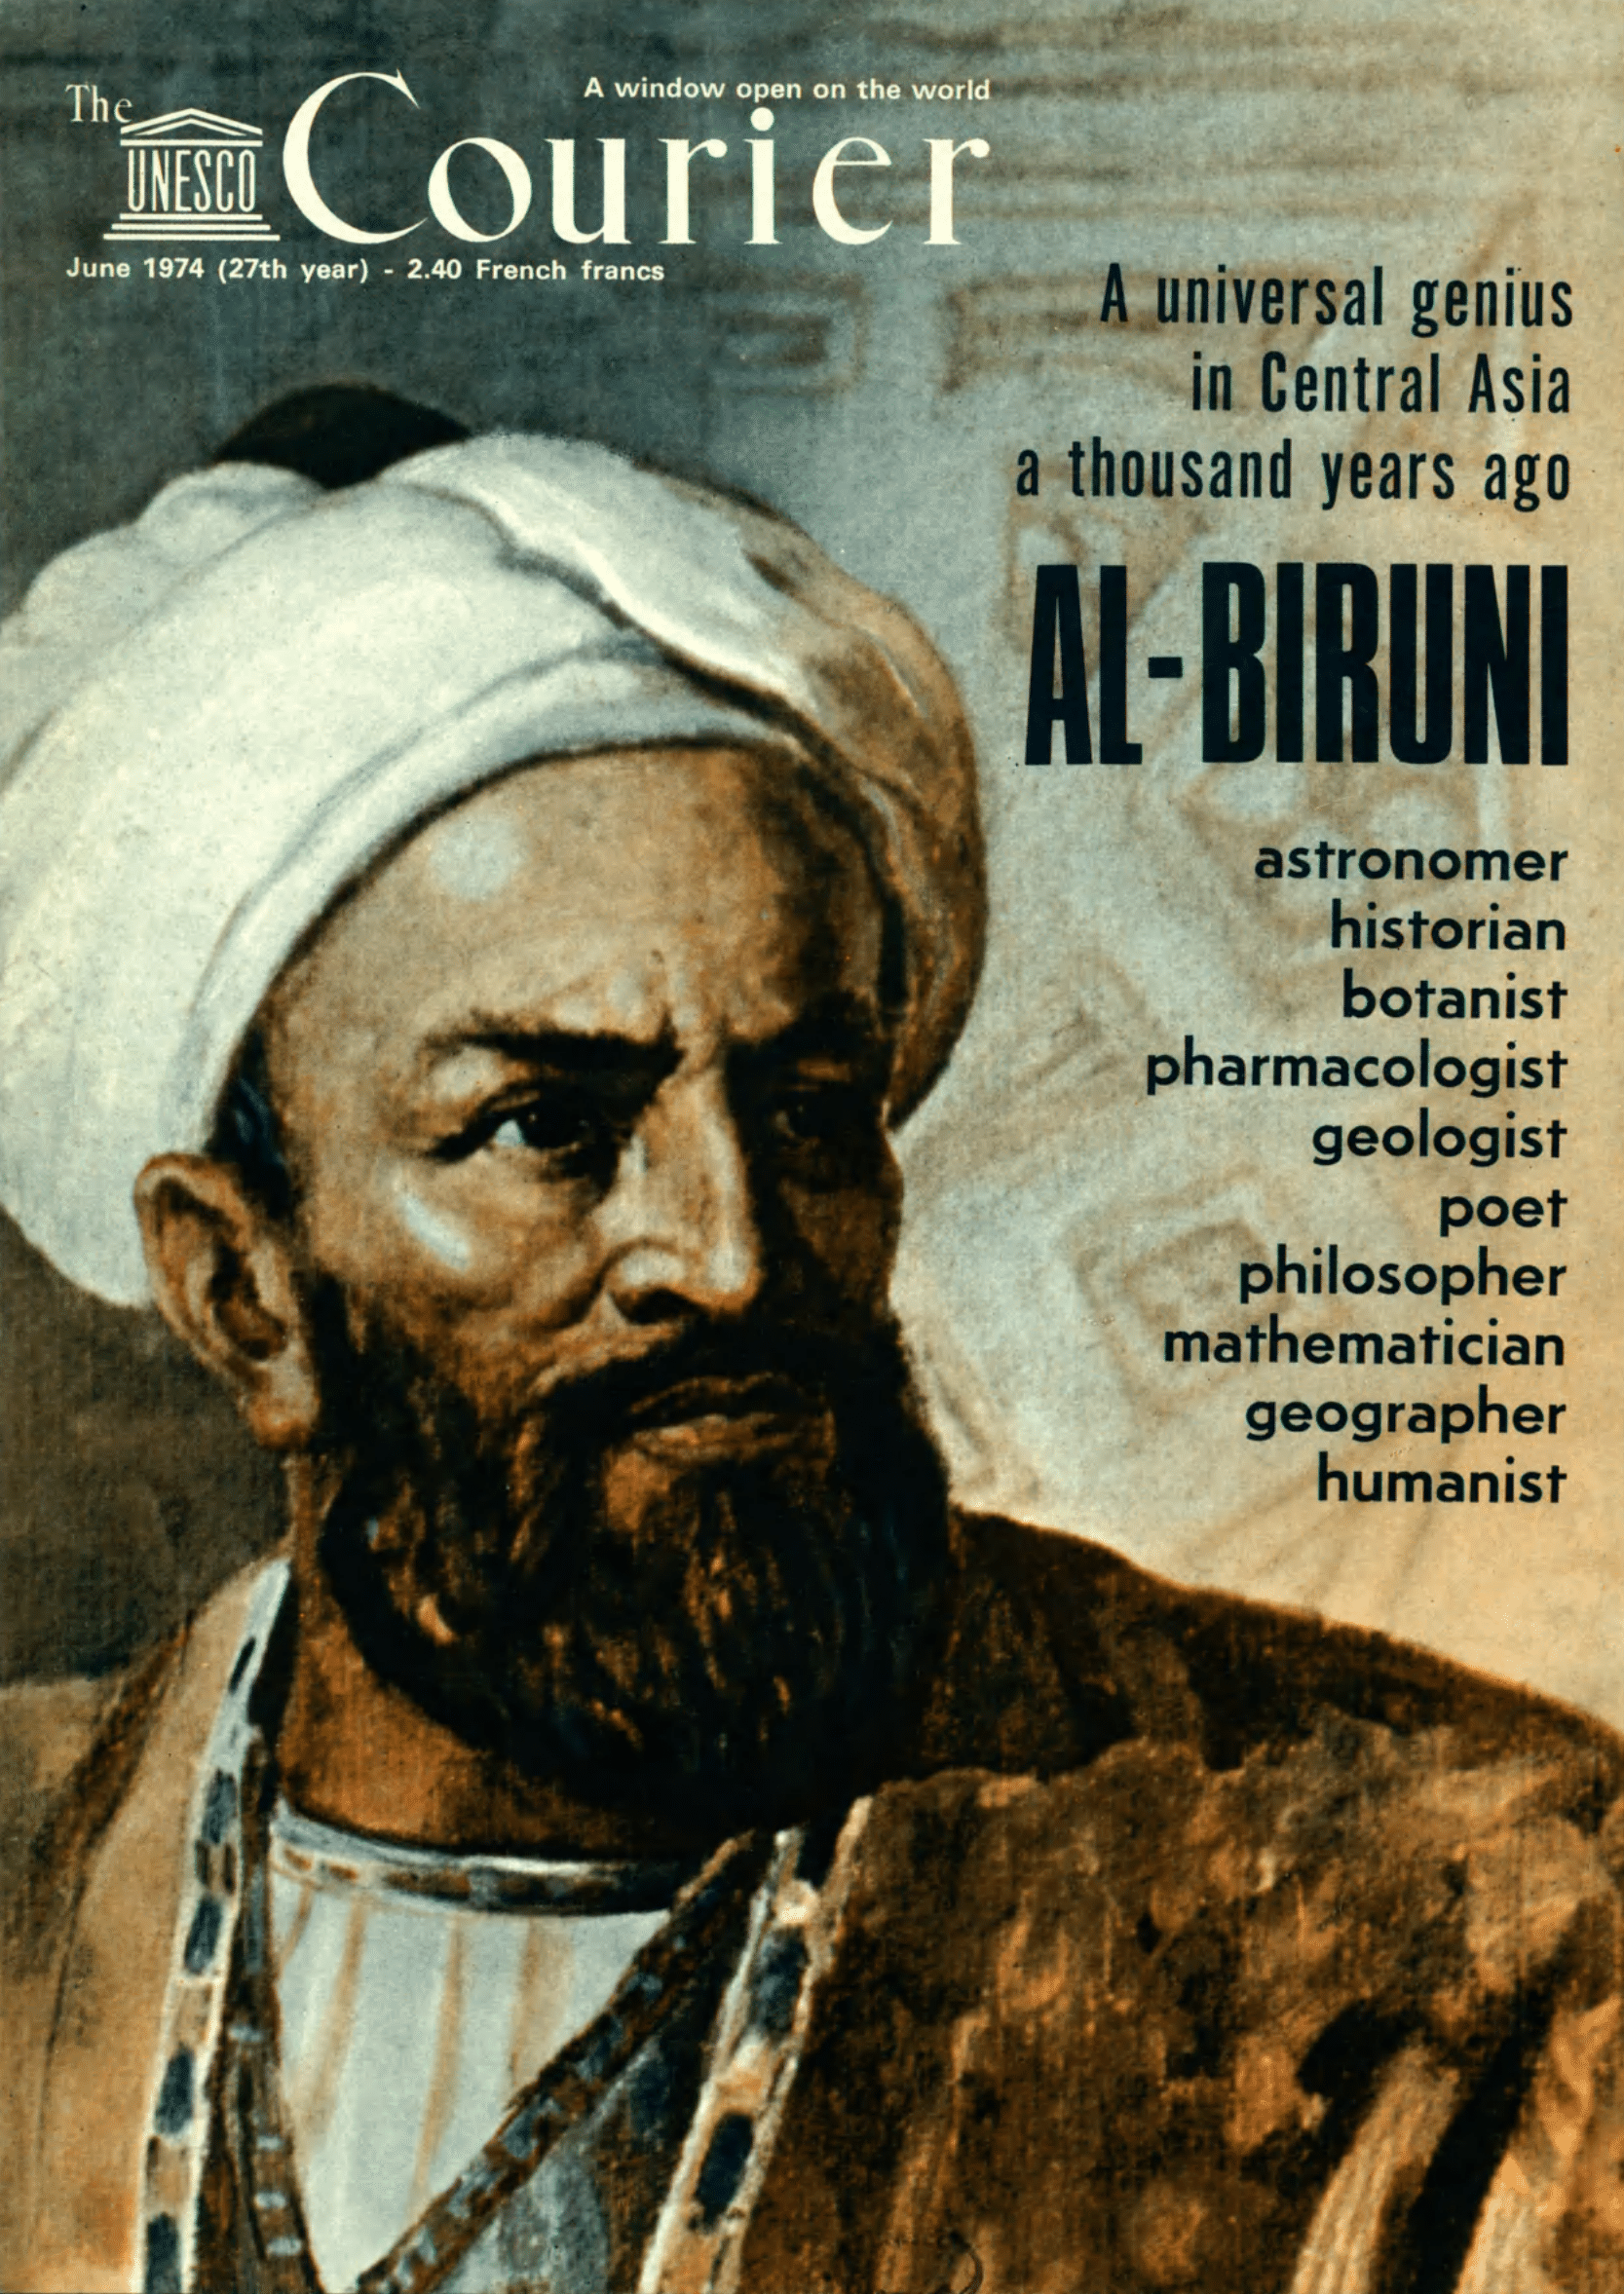 The
UNESCO
Courier
A window open on the world
June 1974 (27th year) - 2.40 French francs
A universal genius
in Central Asia
a thousand years ago
AL-BIRUNI
astronomer
historian
botanist
pharmacologist
geologist
poet
philosopher
mathematician
geographer
humanist